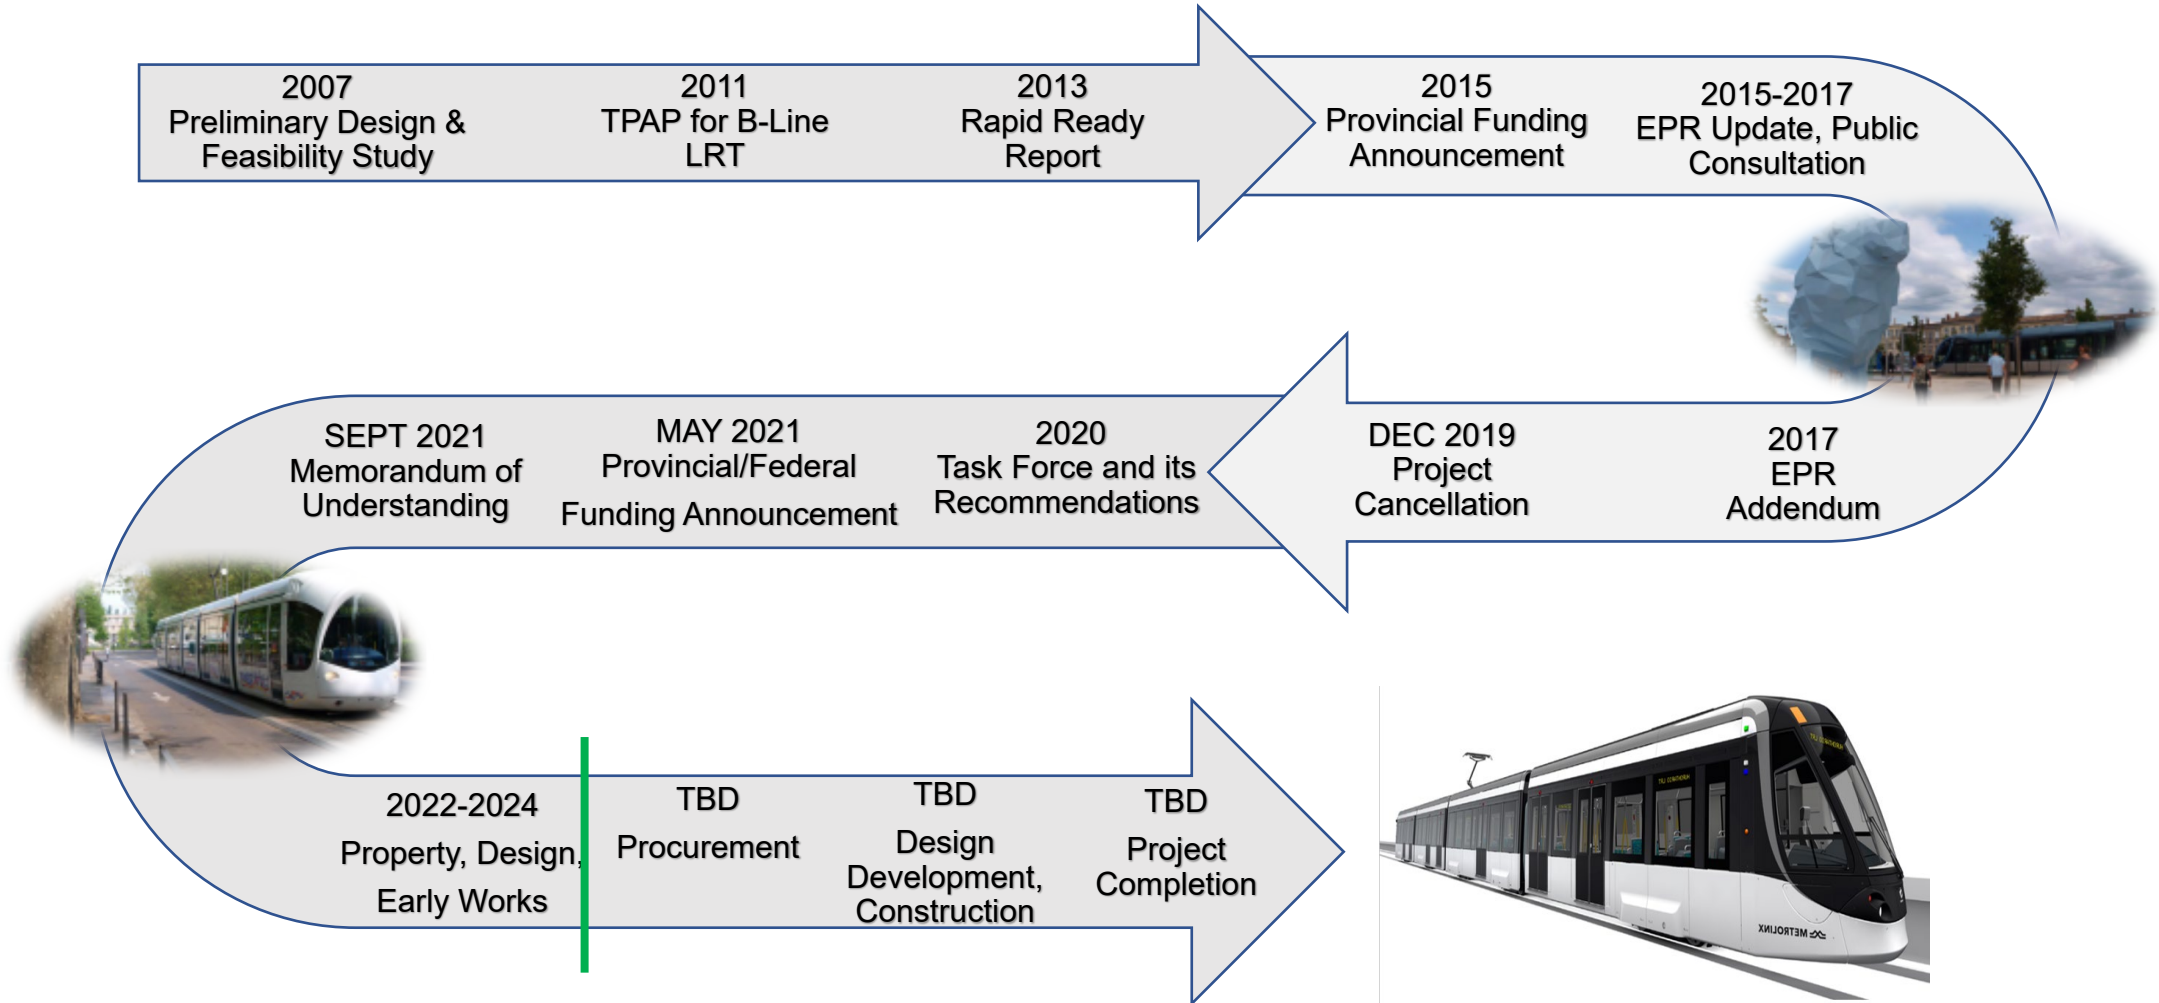 2007
Preliminary Design &
Feasibility Study
2011
TPAP for B-Line
LRT
2013
Rapid Ready
Report
2015
Provincial Funding
Announcement
2015-2017
EPR Update, Public
Consultation
2017
EPR
Addendum
DEC 2019
Project
Cancellation
2020
Task Force and its
Recommendations
MAY 2021
Provincial/Federal
Funding Announcement
SEPT 2021
Memorandum of
Understanding
2022-2024
Property, Design,
Early Works
TBD
Procurement
TBD
Design
Development,
Construction
TBD
Project
Completion
METROLINX